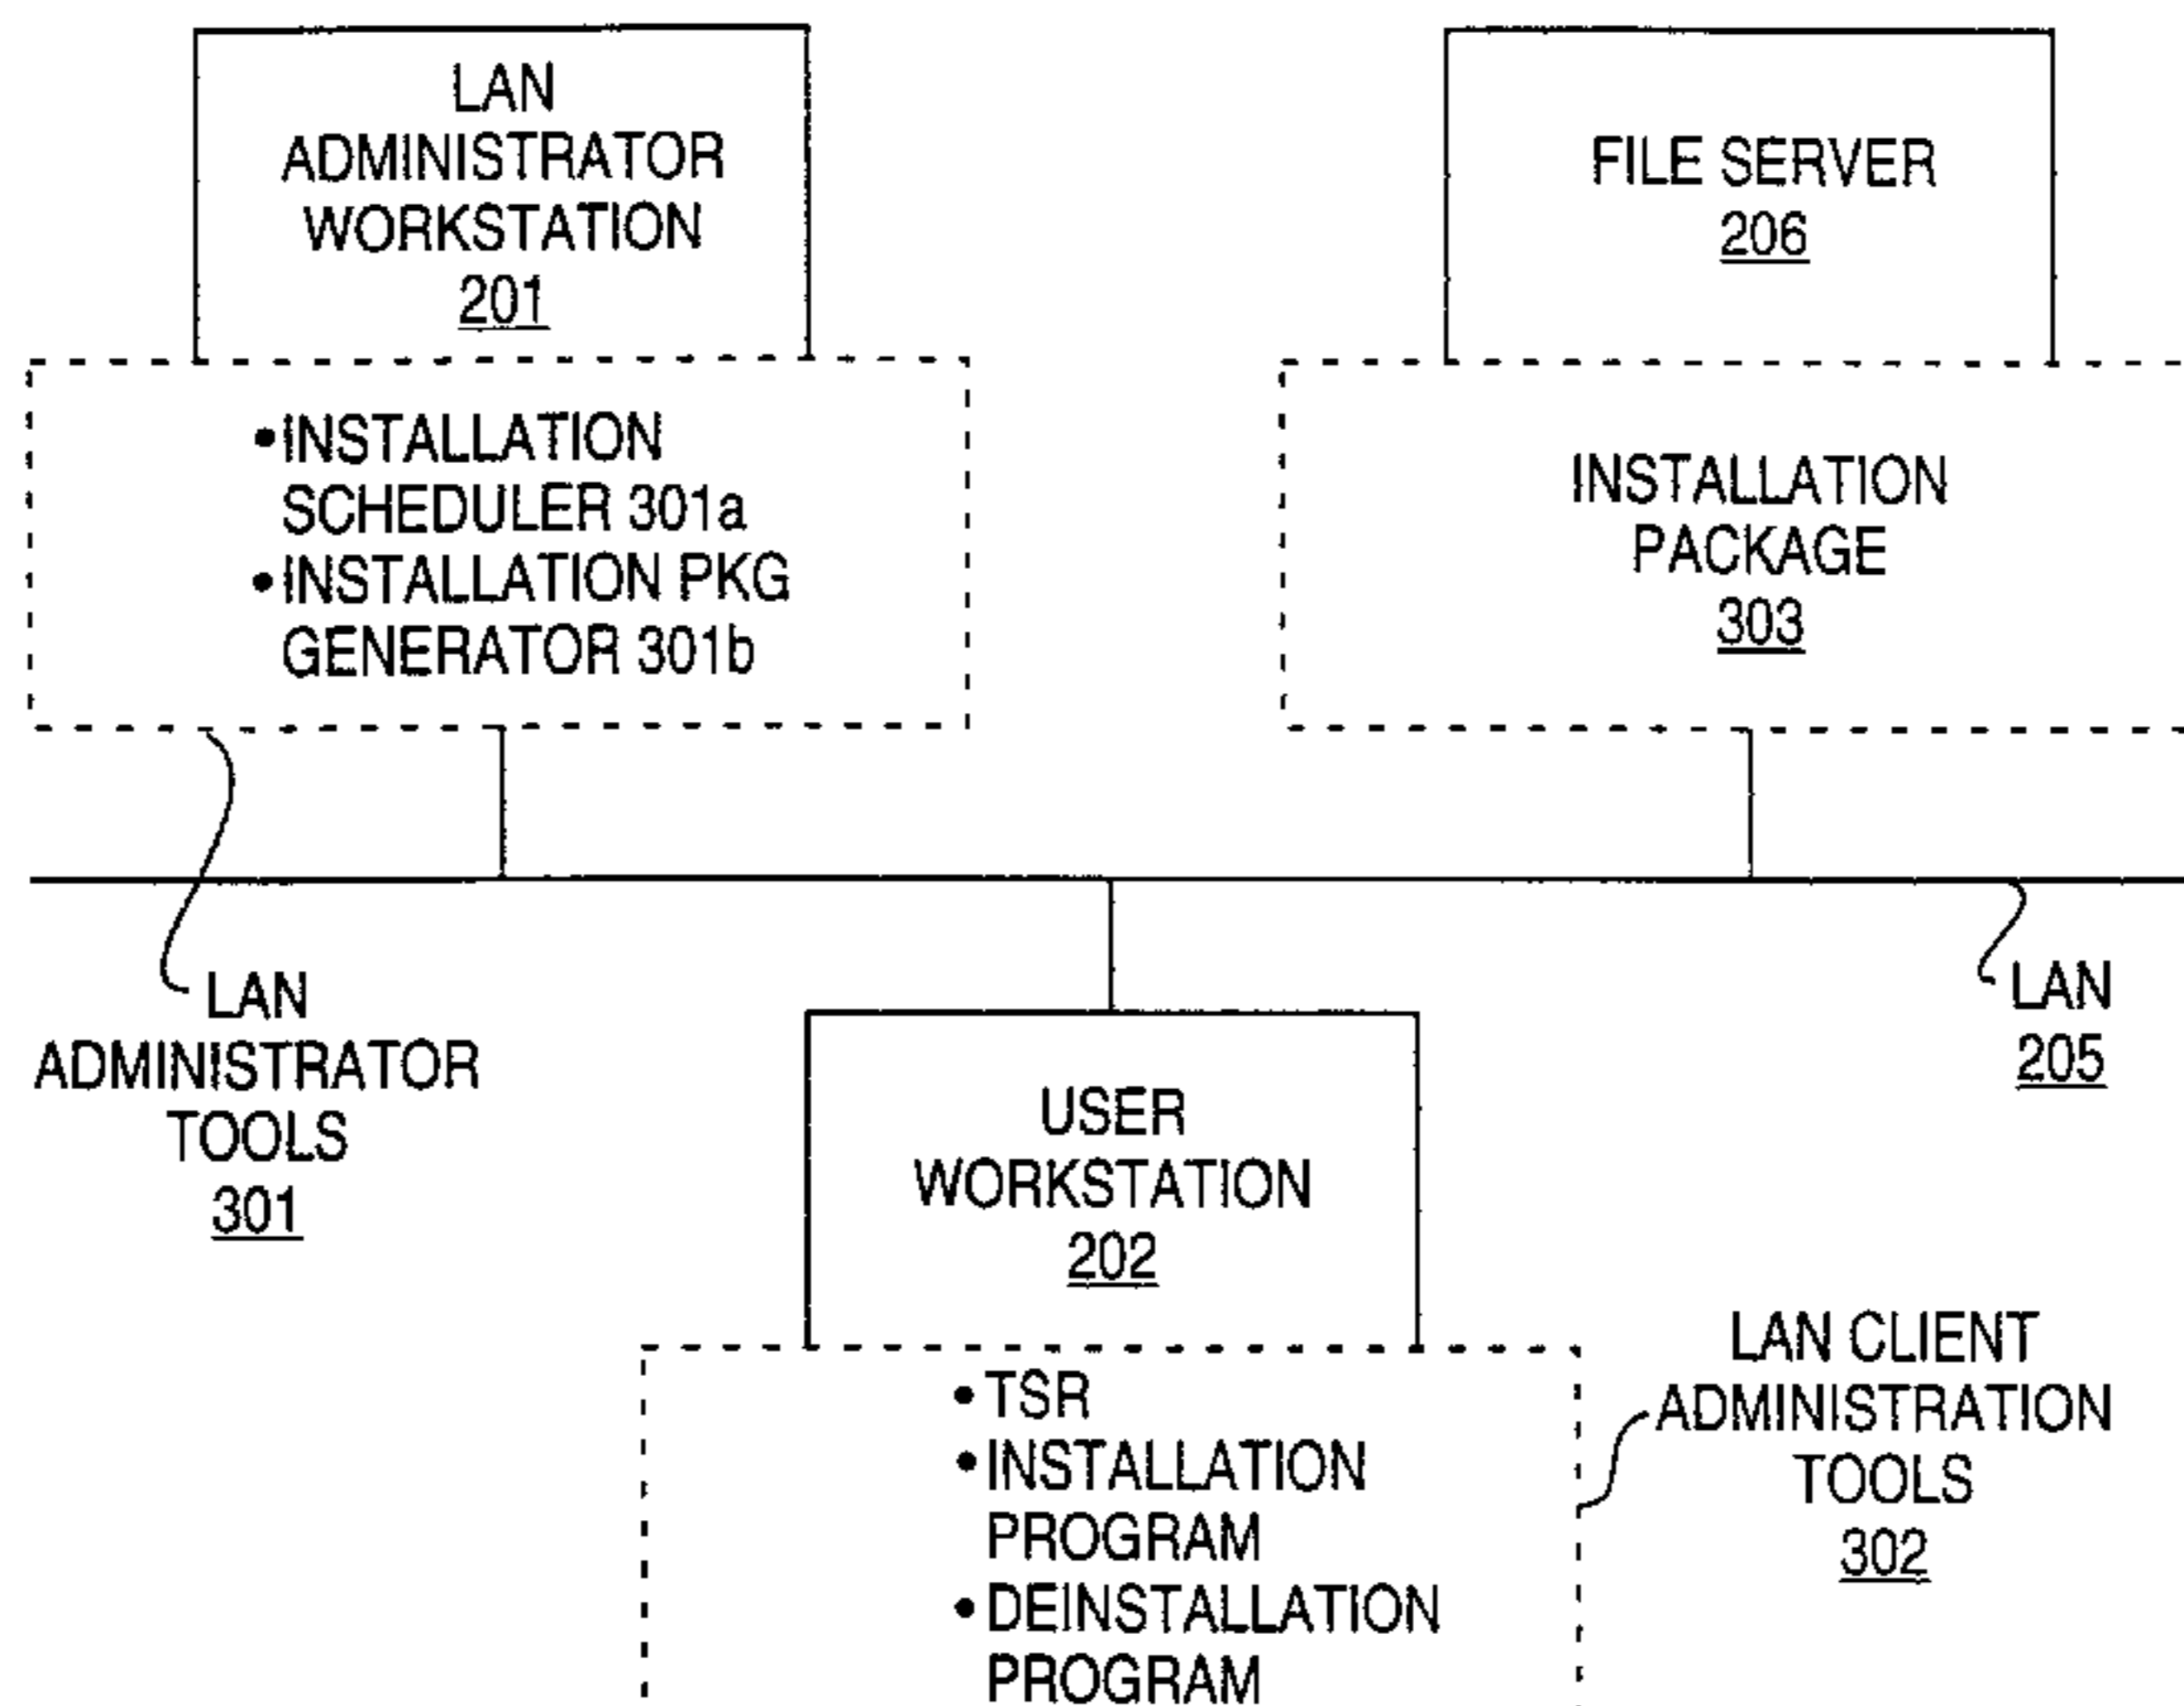 LAN
ADMINISTRATOR
WORKSTATION
201
•INSTALLATION
SCHEDULER 301a
•INSTALLATION PKG
GENERATOR 301b
FILE SERVER
206
INSTALLATION
PACKAGE
303
LAN
ADMINISTRATOR
TOOLS
301
LAN
205
USER
WORKSTATION
202
•TSR
•INSTALLATION
PROGRAM
•DEINSTALLATION
PROGRAM
LAN CLIENT
ADMINISTRATION
TOOLS
302